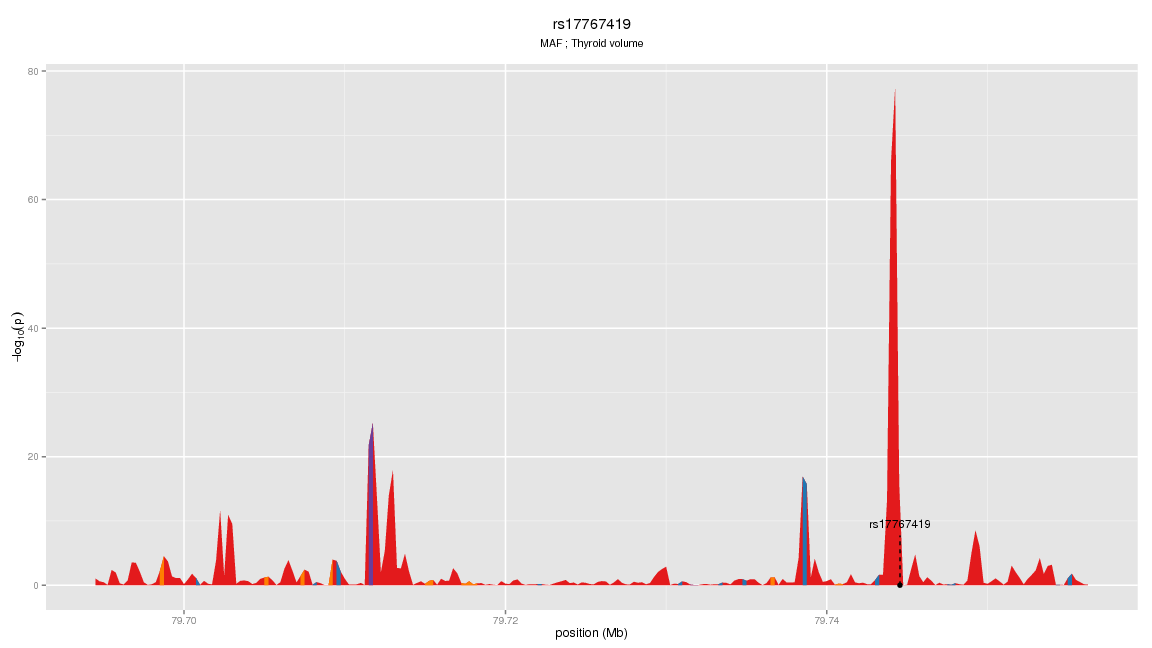 rs17767419
MAF ; Thyroid volume
80
60
40
20
0
−log10(p)
rs17767419
79.70
79.72
79.74
position (Mb)